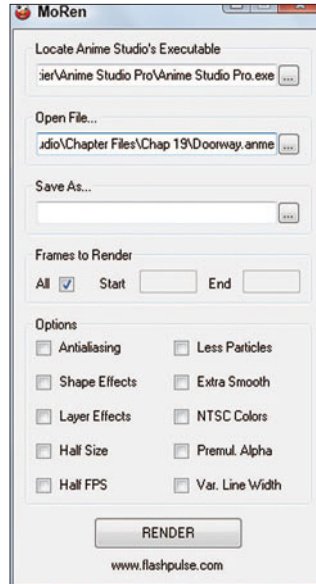 MoRen
Locate Anime Studio's Executable
:ier\Anime Studio Pro\Anime Studio Pro.exe
...
Open File...
udio\Chapter Files\Chap 19\Doorway.anme
...
Save As...
...
Frames to Render
All Start End
Options
Antialiasing Less Particles
Shape Effects Extra Smooth
Layer Effects NTSC Colors
Half Size Premul. Alpha
Half FPS Var. Line Width
RENDER
www.flashpulse.com